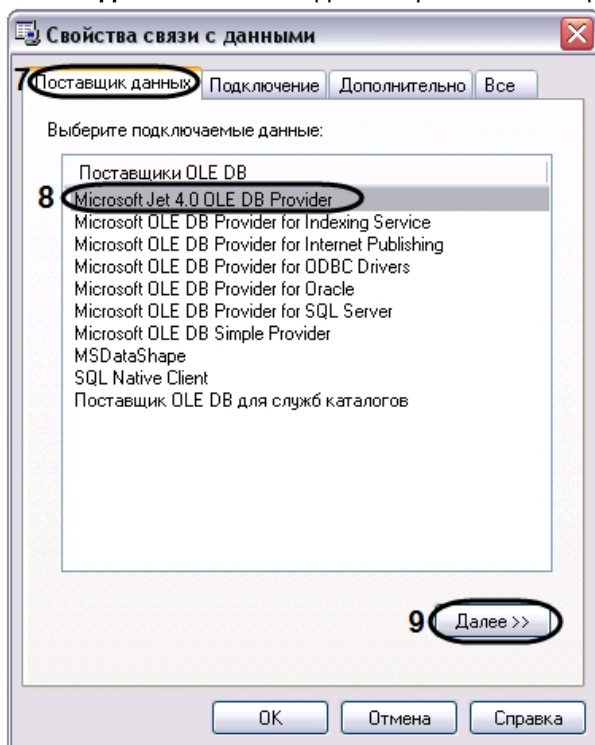 Свойства связи с данными
7 Поставщик данных Подключение Дополнительно Все
Выберите подключаемые данные:
Поставщики OLE DB
8 Microsoft Jet 4.0 OLE DB Provider
Microsoft OLE DB Provider for Indexing Service
Microsoft OLE DB Provider for Internet Publishing
Microsoft OLE DB Provider for ODBC Drivers
Microsoft OLE DB Provider for Oracle
Microsoft OLE DB Provider for SQL Server
Microsoft OLE DB Simple Provider
MSDataShape
SQL Native Client
Поставщик OLE DB для служб каталогов
9 Далее >>
OK Отмена Справка